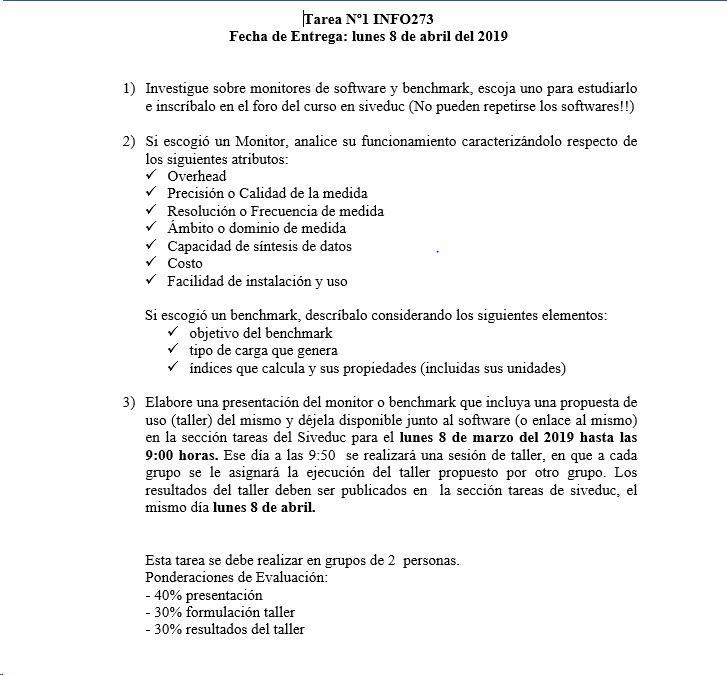 Tarea Nº1 INFO273
Fecha de Entrega: lunes 8 de abril del 2019
1) Investigue sobre monitores de software y benchmark, escoja uno para estudiarlo
e inscríbalo en el foro del curso en siveduc (No pueden repetirse los softwares!!)
2) Si escogió un Monitor, analice su funcionamiento caracterizándolo respecto de
los siguientes atributos:
✓ Overhead
✓ Precisión o Calidad de la medida
✓ Resolución o Frecuencia de medida
✓ Ámbito o dominio de medida
✓ Capacidad de síntesis de datos
✓ Costo
✓ Facilidad de instalación y uso
Si escogió un benchmark, descríbalo considerando los siguientes elementos:
✓ objetivo del benchmark
✓ tipo de carga que genera
✓ índices que calcula y sus propiedades (incluidas sus unidades)
3) Elabore una presentación del monitor o benchmark que incluya una propuesta de
uso (taller) del mismo y déjela disponible junto al software (o enlace al mismo)
en la sección tareas del Siveduc para el lunes 8 de marzo del 2019 hasta las
9:00 horas. Ese día a las 9:50 se realizará una sesión de taller, en que a cada
grupo se le asignará la ejecución del taller propuesto por otro grupo. Los
resultados del taller deben ser publicados en la sección tareas de siveduc, el
mismo día lunes 8 de abril.
Esta tarea se debe realizar en grupos de 2 personas.
Ponderaciones de Evaluación:
- 40% presentación
- 30% formulación taller
- 30% resultados del taller